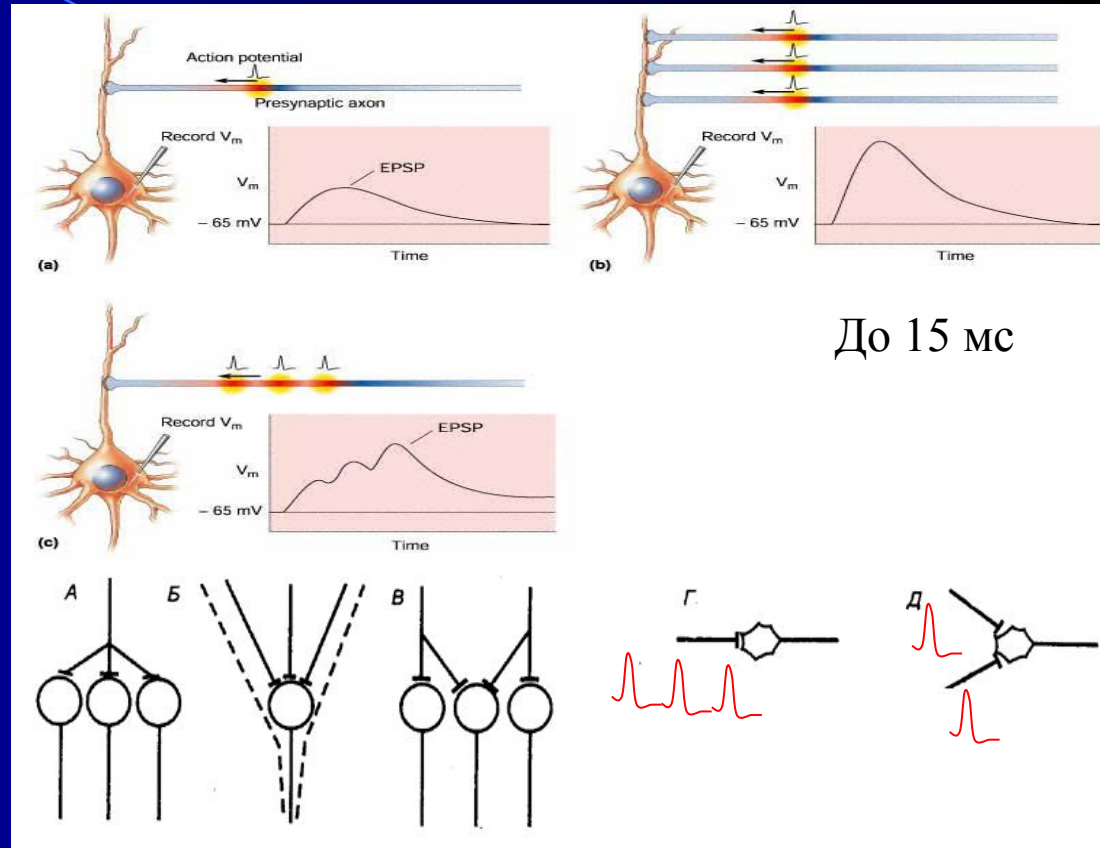 Action potential
Presynaptic axon
Record Vm
EPSP
Vm
– 65 mV
Time
(a)
Record Vm
Vm
– 65 mV
Time
(b)
До 15 мс
Record Vm
EPSP
Vm
– 65 mV
Time
(c)
А
Б
В
Г
Д